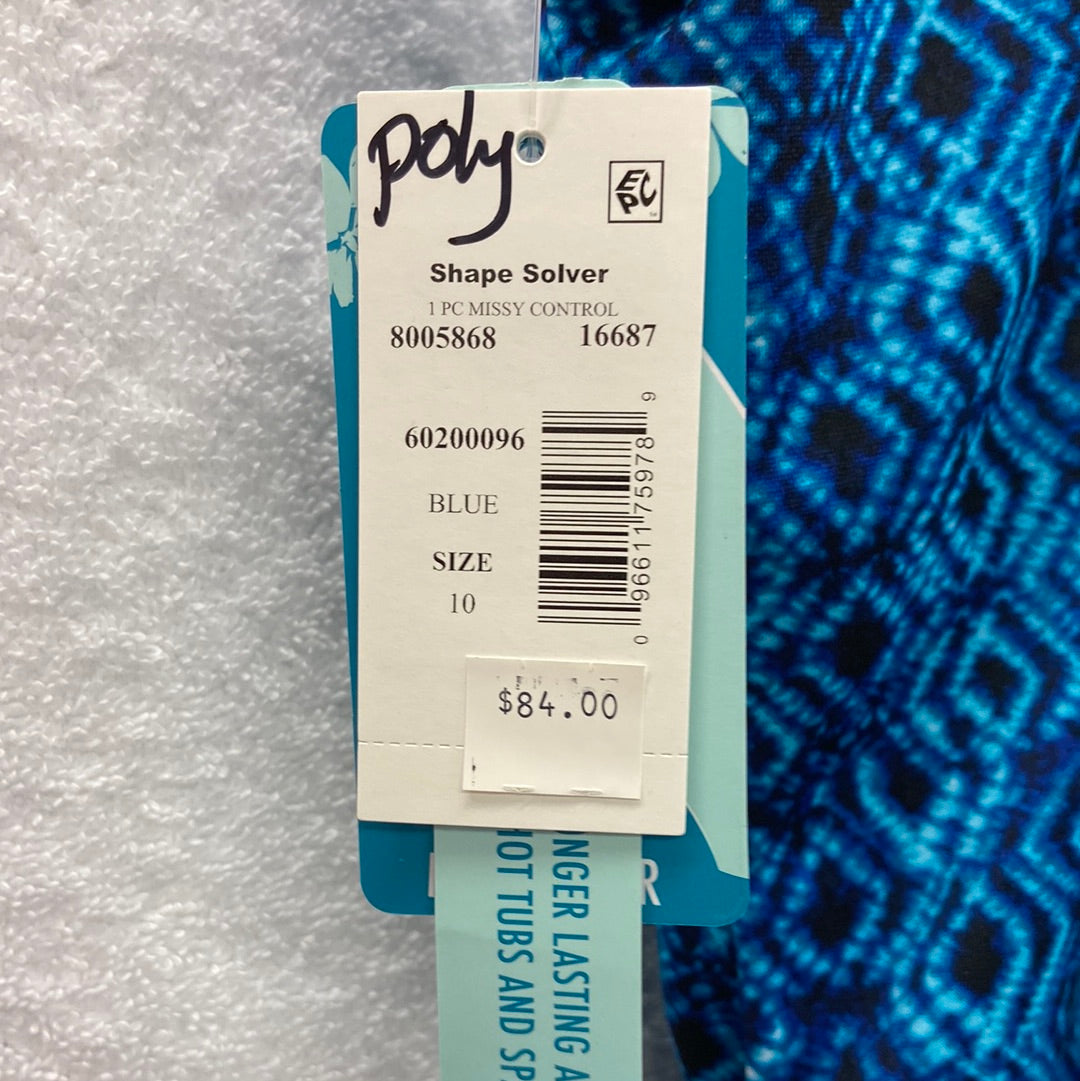 poly
EPC
Shape Solver
1 PC MISSY CONTROL
8005868 16687
60200096
BLUE
SIZE
10
0 96611 75978 9
$84.00
R
ONGER LASTING A
HOT TUBS AND SP